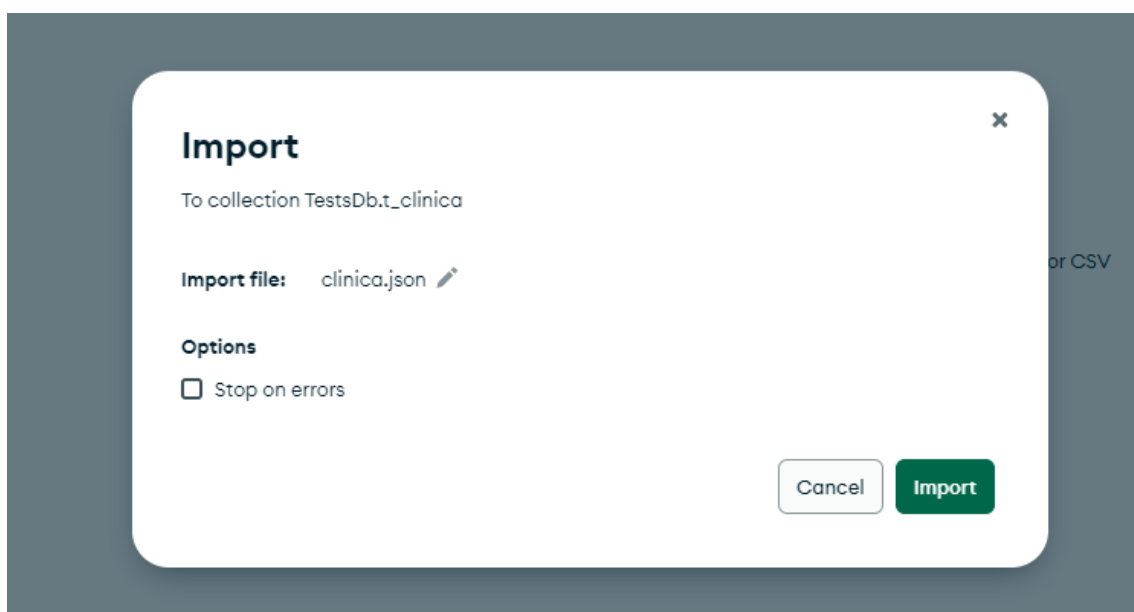 Import
To collection TestsDb.t_clinica
Import file: clinica.json
or CSV
Options
Stop on errors
Cancel Import